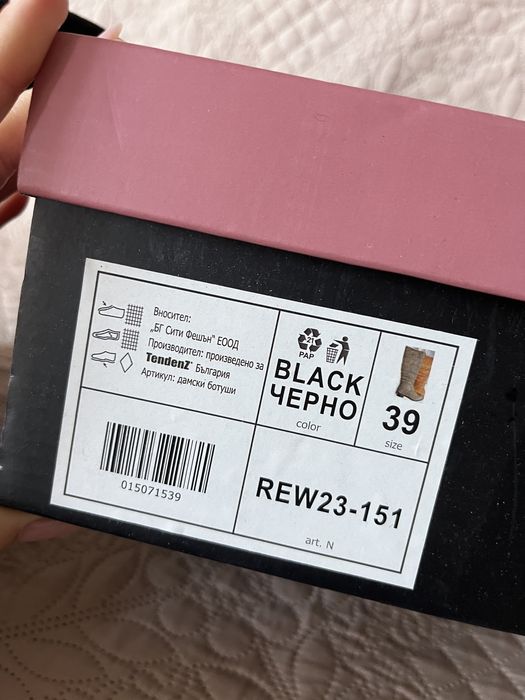 Вносител:
„БГ Сити Фешън" ЕООД
Производител: произведено за
TendenZ® България
Артикул: дамски ботуши
21
PAP
BLACK
ЧЕРНО
color
39
size
015071539
REW23-151
art. N